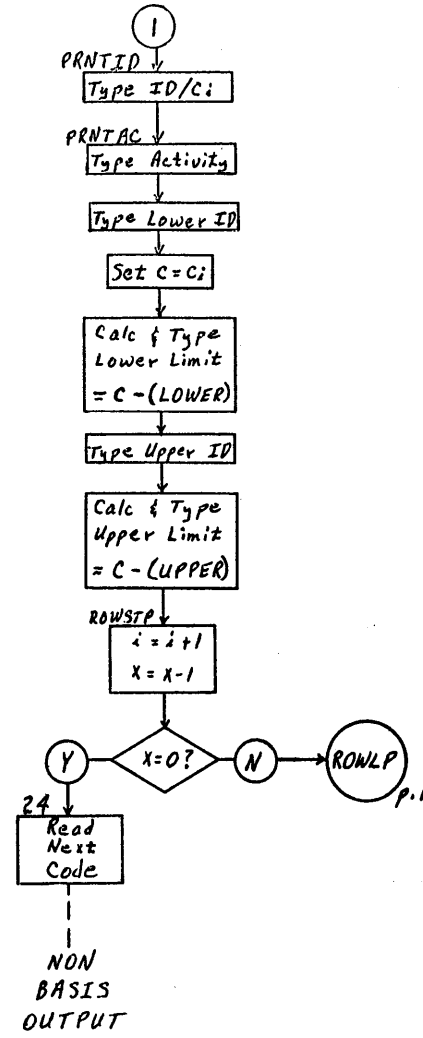 1
PRNTID
Type ID/Ci
PRNTAC
Type Activity
Type Lower ID
Set C=Ci
Calc & Type
Lower Limit
= C-(LOWER)
Type Upper ID
Calc & Type
Upper Limit
= C-(UPPER)
ROWSTP
i = i+1
X = X-1
Y
X=0?
N
ROWLP
24
Read
Next
Code
NON
BASIS
OUTPUT